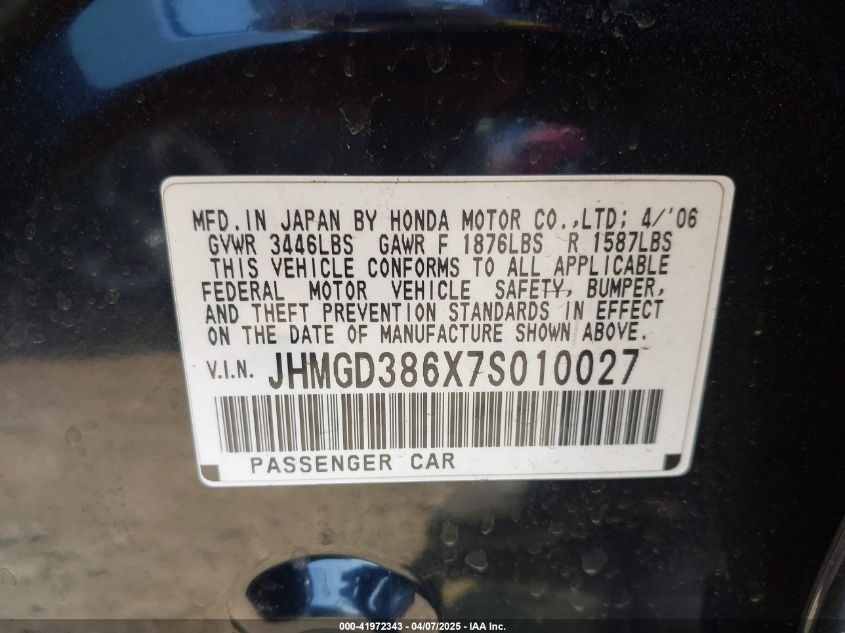 MFD.IN JAPAN BY HONDA MOTOR CO.,LTD; 4/'06
GVWR 3446LBS GAWR F 1876LBS R 1587LBS
THIS VEHICLE CONFORMS TO ALL APPLICABLE
FEDERAL MOTOR VEHICLE SAFETY, BUMPER,
AND THEFT PREVENTION STANDARDS IN EFFECT
ON THE DATE OF MANUFACTURE SHOWN ABOVE.
V.I.N. JHMGD386X7S010027
PASSENGER CAR
000-41972343 - 04/07/2025 - IAA Inc.